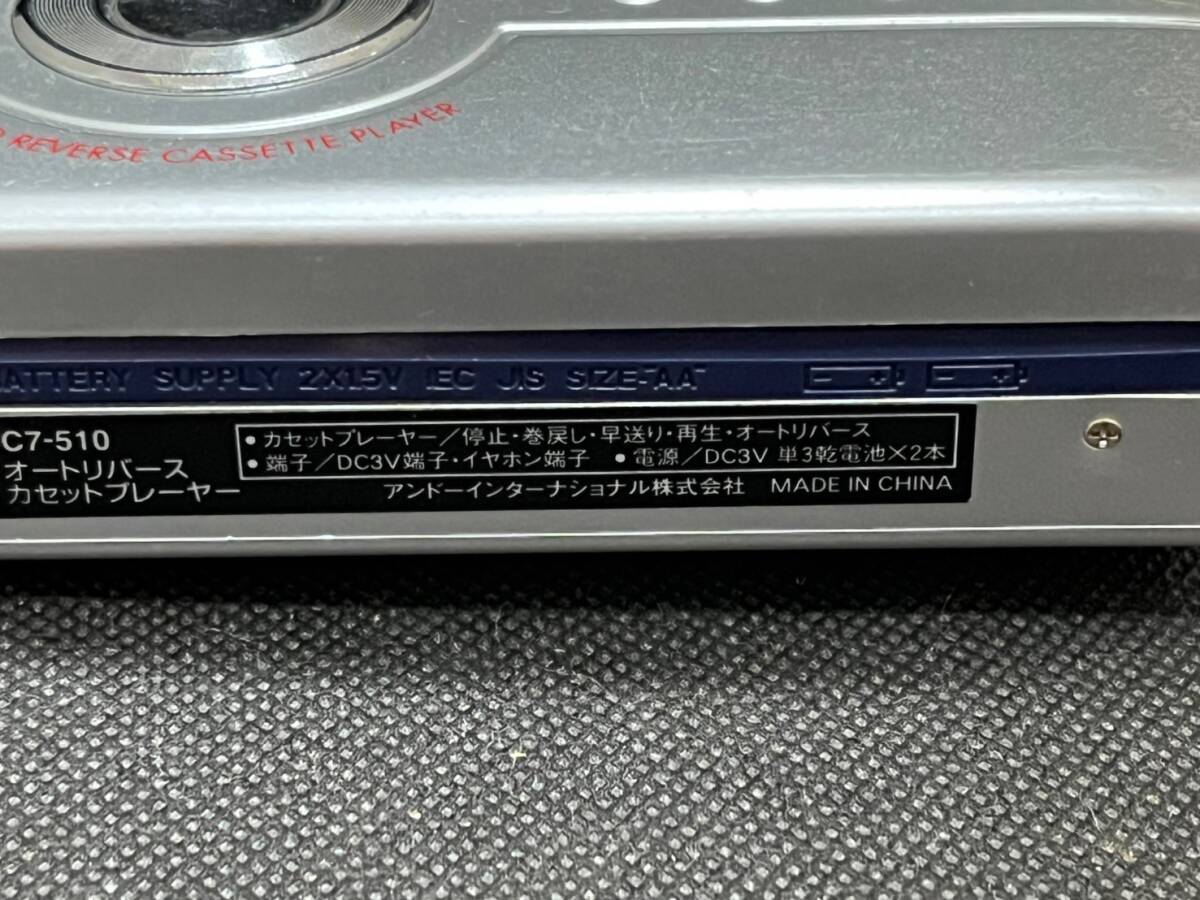 REVERSE CASSETTE PLAYER
BATTERY SUPPLY 2X1.5V IEC JIS SIZE-"AA"
C7-510
オートリバース
カセットプレーヤー
● カセットプレーヤー/停止・巻戻し・早送り・再生・オートリバース
● 端子/DC3V端子・イヤホン端子 ● 電源/DC3V 単3乾電池×2本
アンドーインターナショナル株式会社 MADE IN CHINA